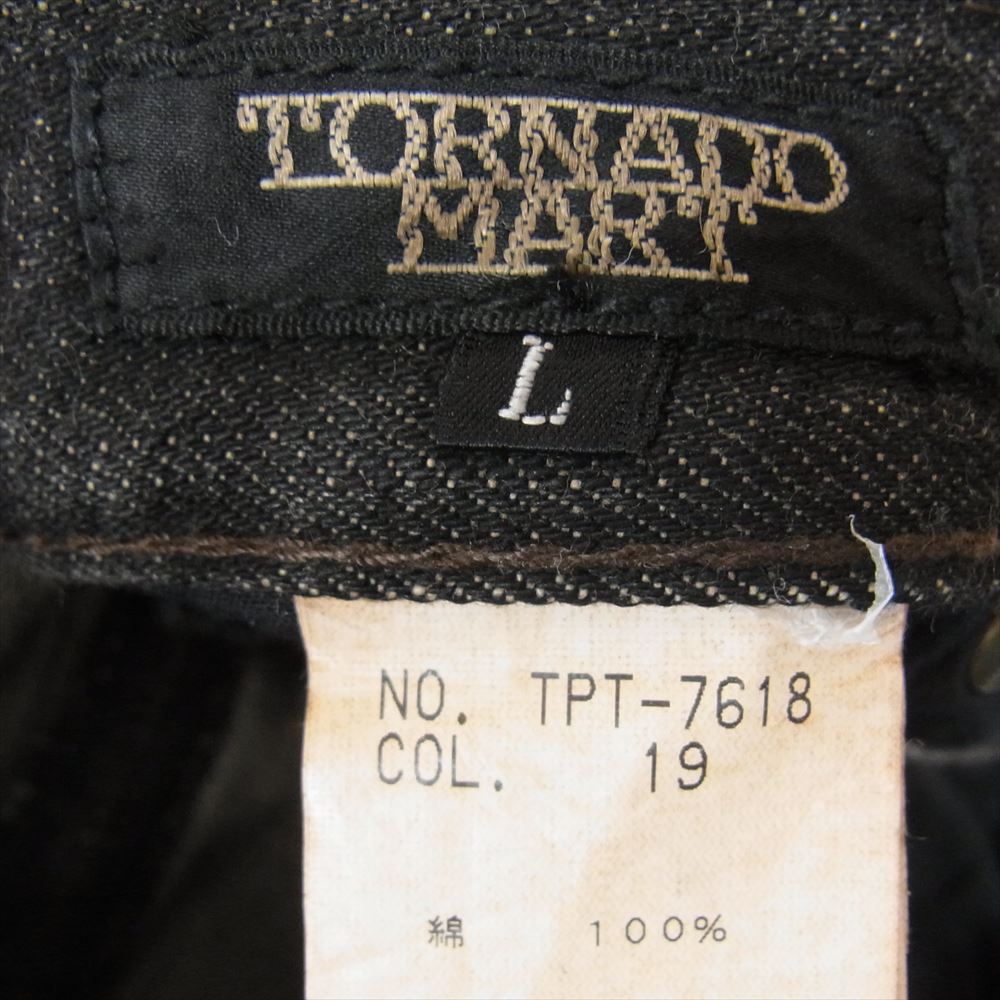 TORNADO
MART
L
NO. TPT-7618
COL. 19
綿 100%